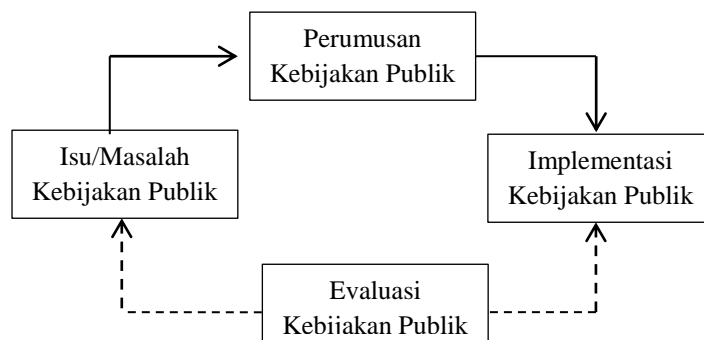 Perumusan
Kebijakan Publik
Isu/Masalah
Kebijakan Publik
Implementasi
Kebijakan Publik
Evaluasi
Kebijakan Publik